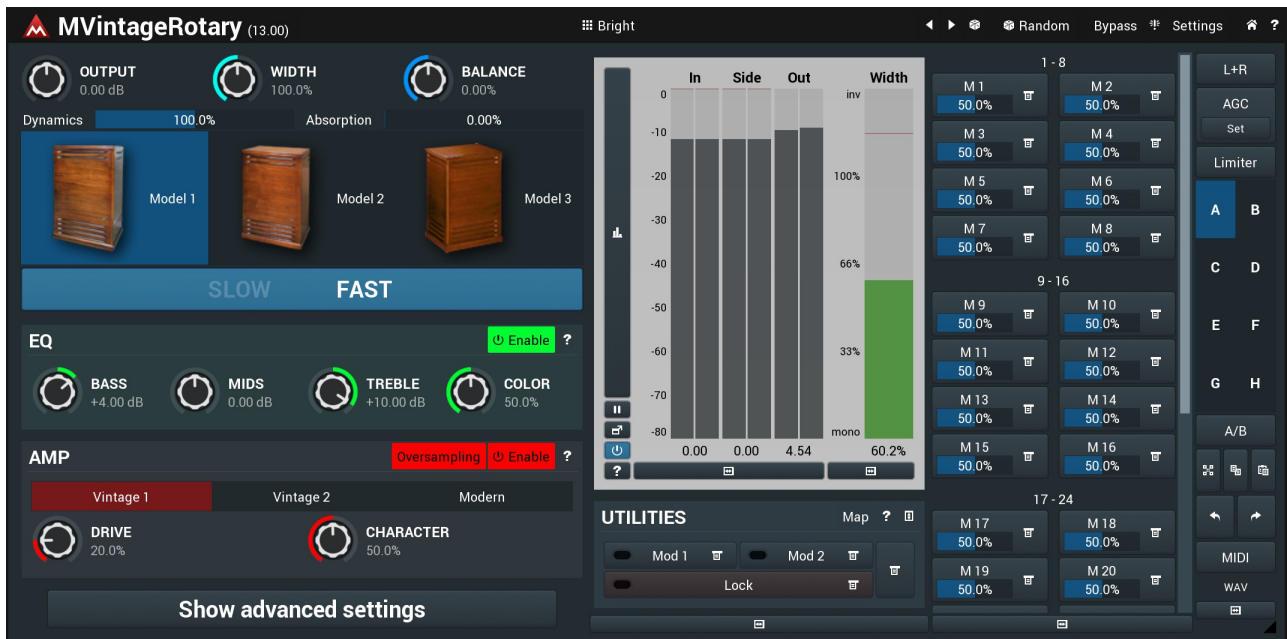 MVintageRotary (13.00)
Bright
Random
Bypass
Settings
?
OUTPUT
0.00 dB
WIDTH
100.0%
BALANCE
0.00%
Dynamics 100.0% Absorption 0.00%
Model 1
Model 2
Model 3
SLOW FAST
EQ
Enable ?
BASS
+4.00 dB
MIDS
0.00 dB
TREBLE
+10.00 dB
COLOR
50.0%
AMP
Oversampling Enable ?
Vintage 1 Vintage 2 Modern
DRIVE
20.0%
CHARACTER
50.0%
Show advanced settings
In Side Out Width
0 inv
-10
-20 100%
-30
-40 66%
-50
-60 33%
-70
-80 mono
0.00 0.00 4.54 60.2%
?
UTILITIES Map ?
Mod 1 Mod 2
Lock
1 - 8
M 1
50.0%
M 2
50.0%
M 3
50.0%
M 4
50.0%
M 5
50.0%
M 6
50.0%
M 7
50.0%
M 8
50.0%
9 - 16
M 9
50.0%
M 10
50.0%
M 11
50.0%
M 12
50.0%
M 13
50.0%
M 14
50.0%
M 15
50.0%
M 16
50.0%
17 - 24
M 17
50.0%
M 18
50.0%
M 19
50.0%
M 20
50.0%
L+R
AGC
Set
Limiter
A B
C D
E F
G H
A/B
MIDI
WAV